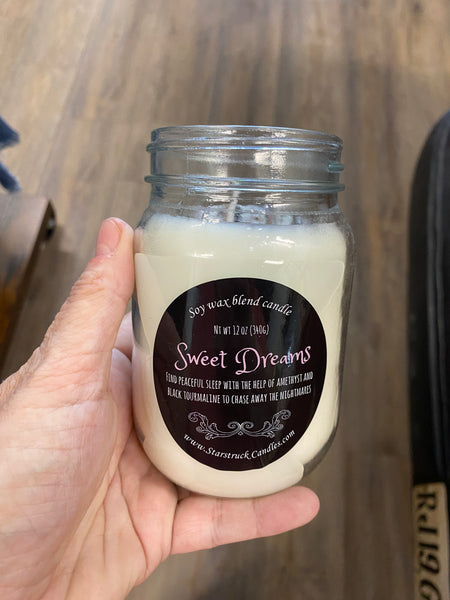 Soy wax blend candle
Nt wt 12 oz (340g)
Sweet Dreams
Find peaceful sleep with the help of amethyst and
black tourmaline to chase away the nightmares
www.StarstruckCandles.com